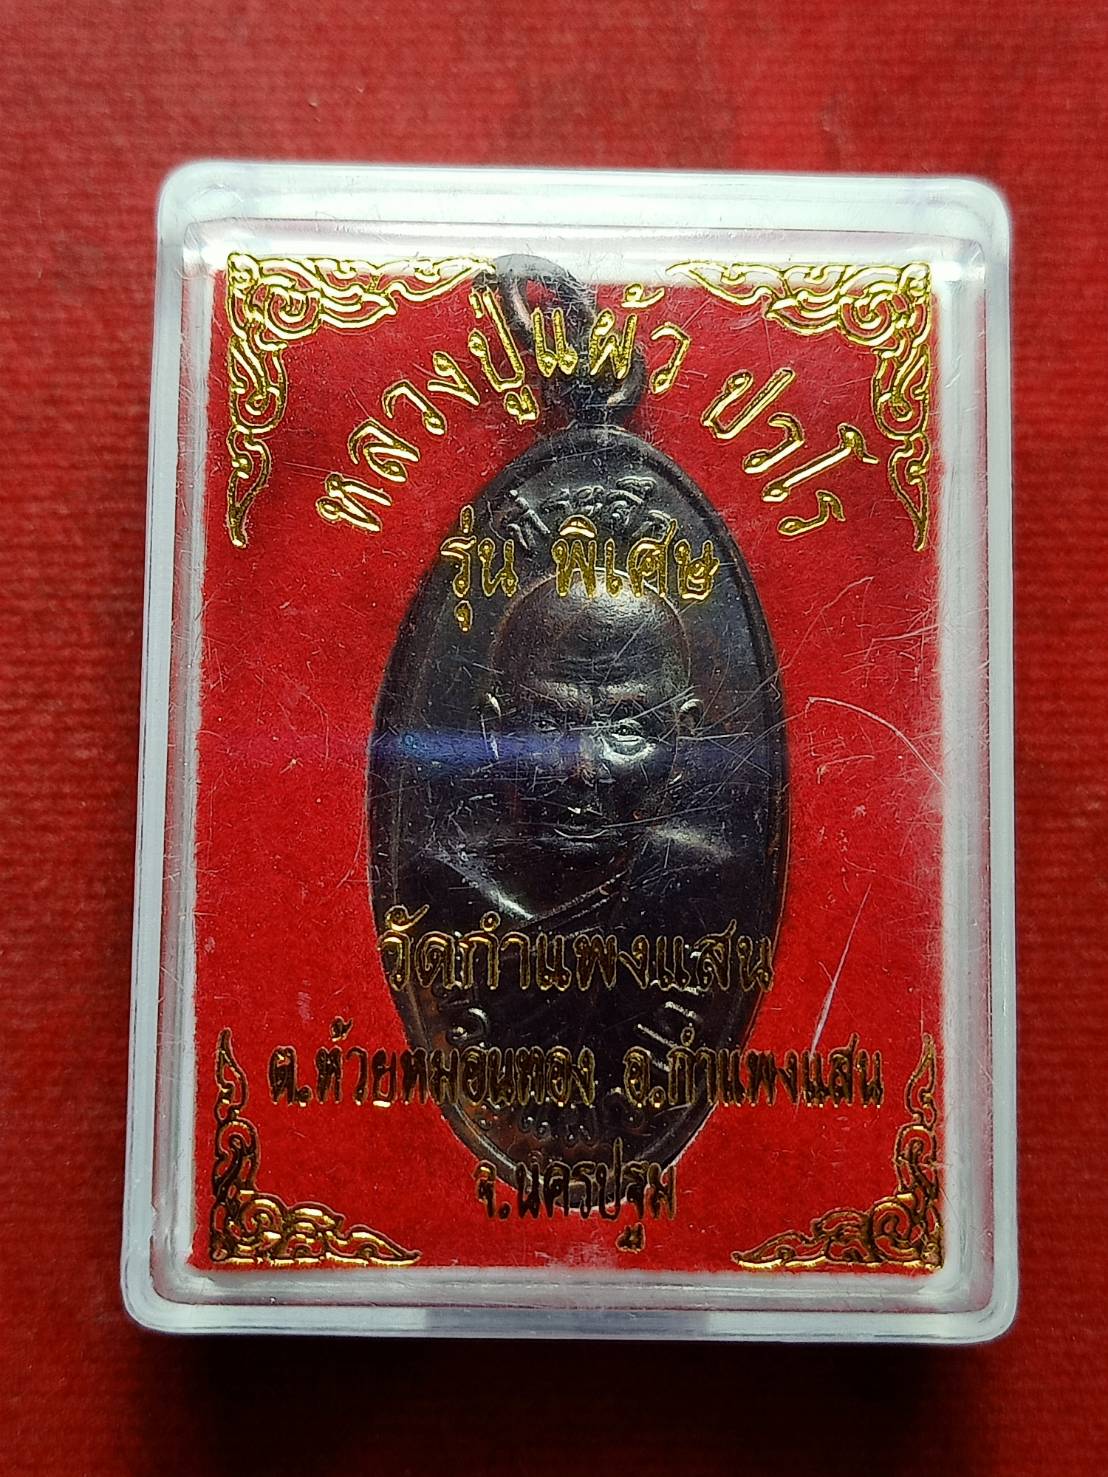 หลวงปู่แผ้ว ปวโร
รุ่น พิเศษ
วัดกำแพงแสน
ต.ห้วยหม้อนทอง อ.กำแพงแสน
จ.นครปฐม